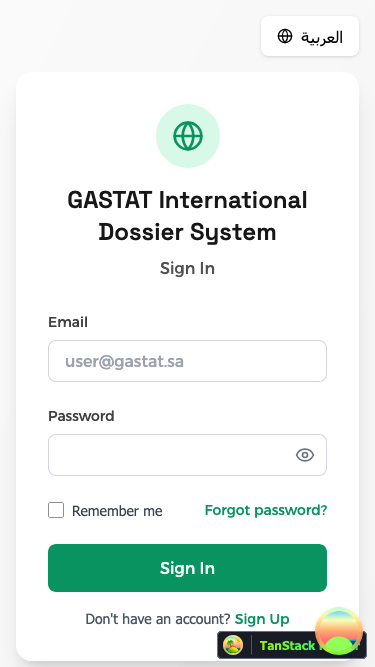 العربية
GASTAT International
Dossier System
Sign In
Email
user@gastat.sa
Password
Remember me
Forgot password?
Sign In
Don't have an account? Sign Up
TanStack